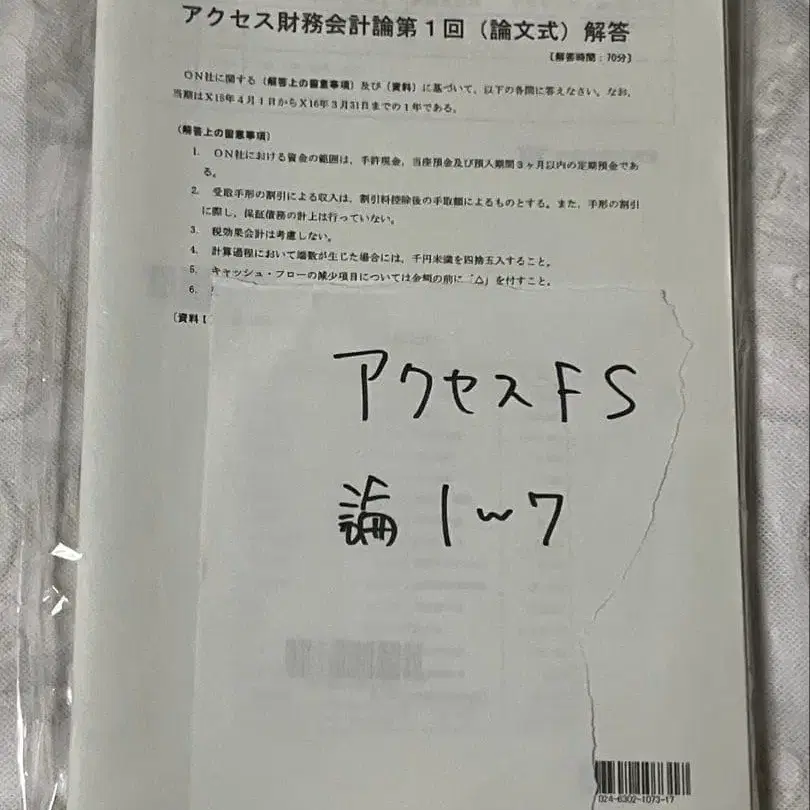 アクセス財務会計論第1回（論文式）解答
〔解答時間：70分〕
ON社に関する（解答上の留意事項）及び（資料）に基づいて，以下の各問に答えなさい。なお，
当期はX15年4月1日からX16年3月31日までの1年である。
（解答上の留意事項）
1. ON社における資金の範囲は，手許現金，当座預金及び預入期間3ヶ月以内の定期預金であ
る。
2. 受取手形の割引による収入は，割引料控除後の手取額によるものとする。また，手形の割引
に際し，保証債務の計上は行っていない。
3. 税効果会計は考慮しない。
4. 計算過程において端数が生じた場合には，千円未満を四捨五入すること。
5. キャッシュ・フローの減少項目については金額の前に「△」を付すこと。
6.
〔資料I
アクセスFS
論1～7
024-6302-1073-17